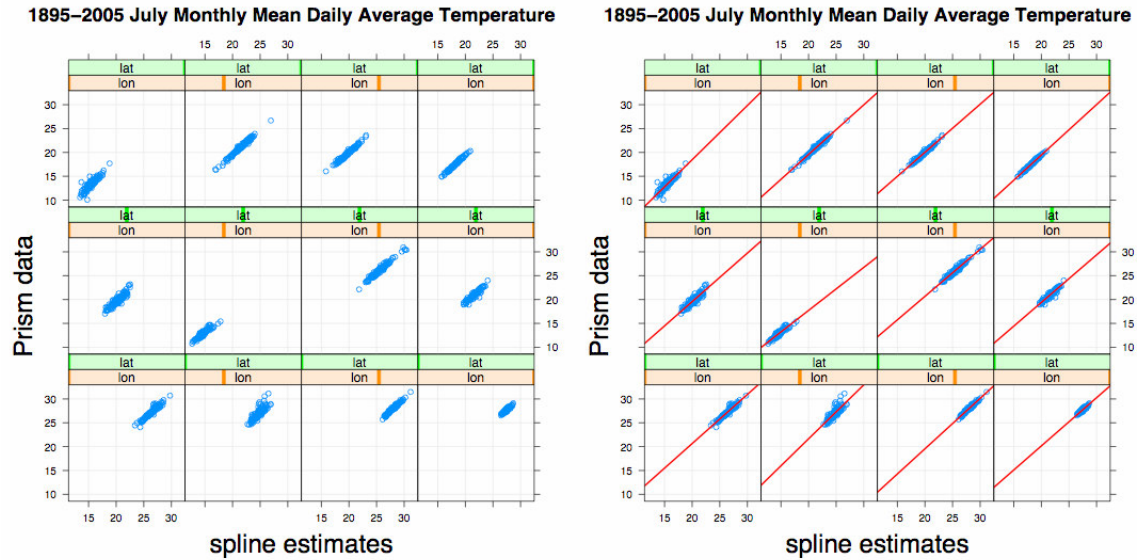 1895–2005 July Monthly Mean Daily Average Temperature
15 20 25 30 15 20 25 30
lat lat lat lat
lon lon lon lon
30
25
20
15
10
lat lat lat lat
lon lon lon lon
30
25
20
15
10
lat lat lat lat
lon lon lon lon
30
25
20
15
10
15 20 25 30 15 20 25 30
Prism data
spline estimates
1895–2005 July Monthly Mean Daily Average Temperature
15 20 25 30 15 20 25 30
lat lat lat lat
lon lon lon lon
30
25
20
15
10
lat lat lat lat
lon lon lon lon
30
25
20
15
10
lat lat lat lat
lon lon lon lon
30
25
20
15
10
15 20 25 30 15 20 25 30
Prism data
spline estimates